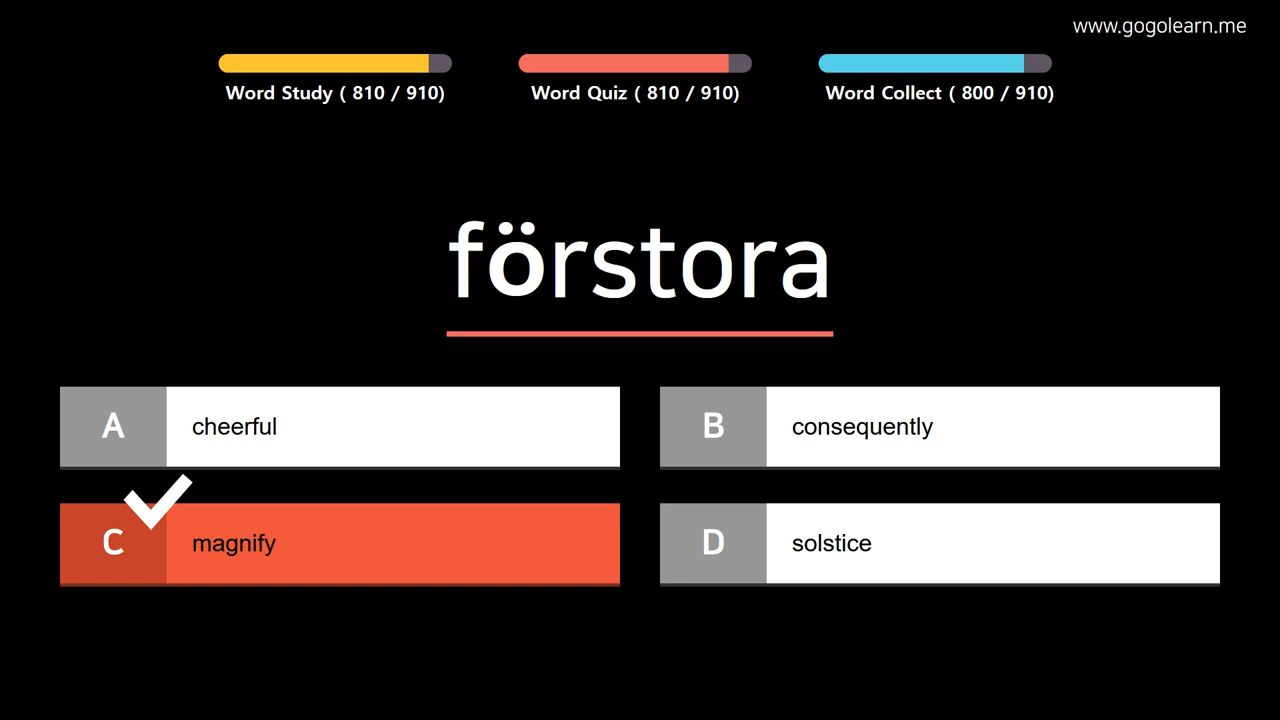 www.gogolearn.me
Word Study ( 810 / 910)
Word Quiz ( 810 / 910)
Word Collect ( 800 / 910)
förstora
A cheerful
B consequently
C magnify
D solstice